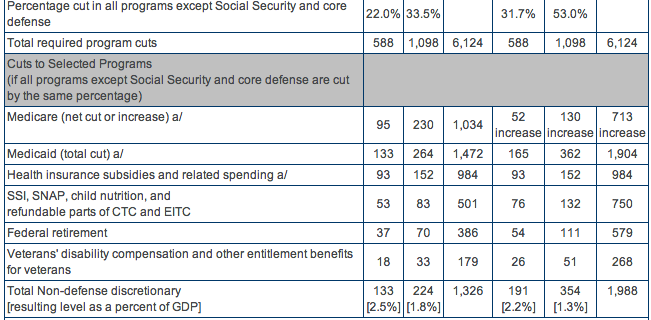 Percentage cut in all programs except Social Security and core
defense 22.0% 33.5% 31.7% 53.0%
Total required program cuts 588 1,098 6,124 588 1,098 6,124
Cuts to Selected Programs
(if all programs except Social Security and core defense are cut
by the same percentage)
Medicare (net cut or increase) a/ 95 230 1,034 52 increase 130 increase 713 increase
Medicaid (total cut) a/ 133 264 1,472 165 362 1,904
Health insurance subsidies and related spending a/ 93 152 984 93 152 984
SSI, SNAP, child nutrition, and
refundable parts of CTC and EITC 53 83 501 76 132 750
Federal retirement 37 70 386 54 111 579
Veterans' disability compensation and other entitlement benefits
for veterans 18 33 179 26 51 268
Total Non-defense discretionary 133 224 1,326 191 354 1,988
[resulting level as a percent of GDP] [2.5%] [1.8%] [2.2%] [1.3%]